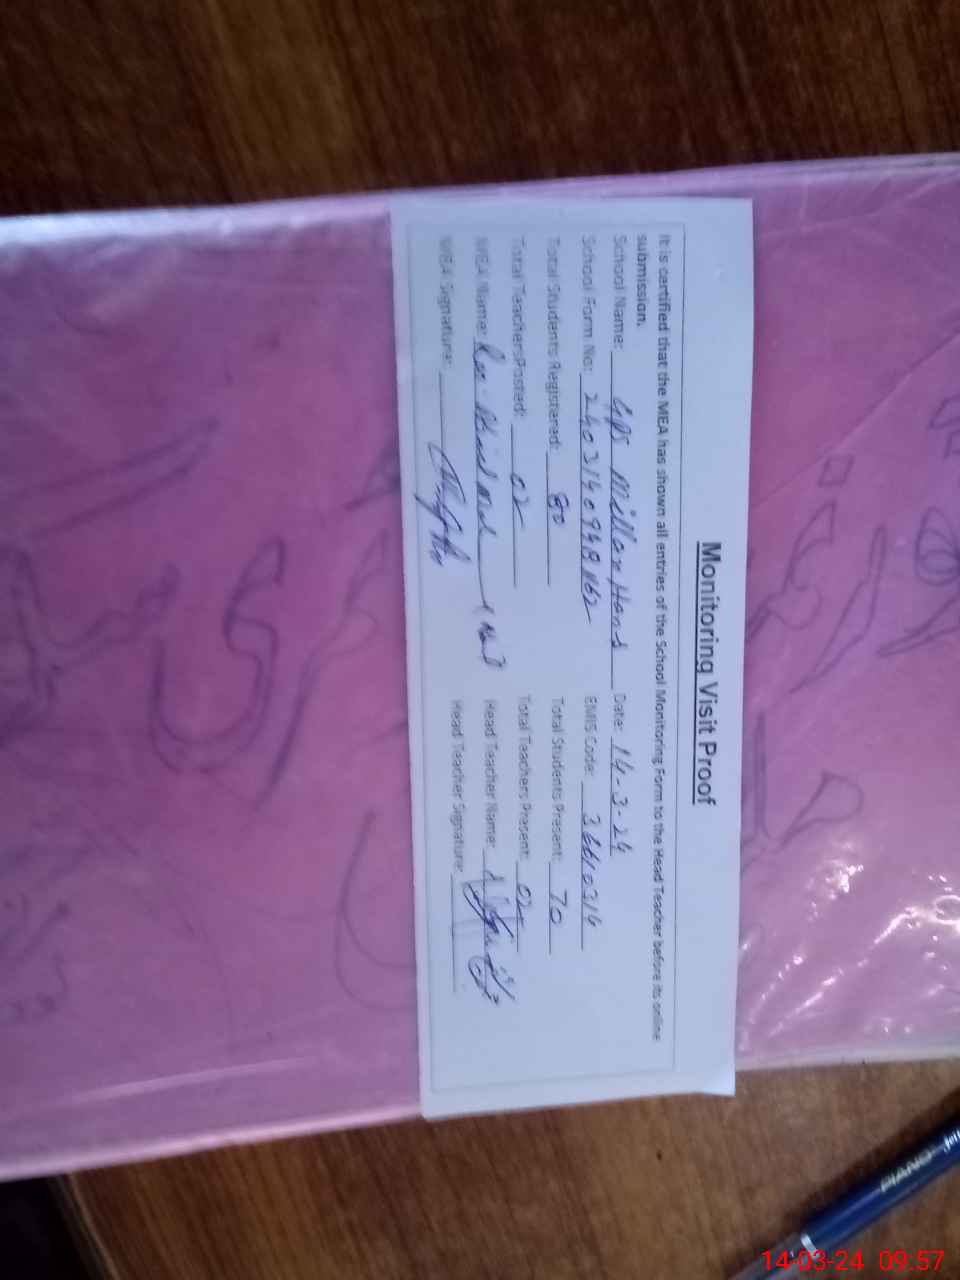 Monitoring Visit Proof
It is certified that the MEA has shown all entries of the School Monitoring Form to the Head Teacher before its online
submission.
School Name: GPS Millan Hans Date: 14-3-24
School Form No: EMIS Code:
Total Students Registered: 80 Total Students Present: 70
Total Teachers Posted: 02 Total Teachers Present: 02
MEA Name: Head Teacher Name:
MEA Signature: Head Teacher Signature:
PIANO
14-03-24 09:57